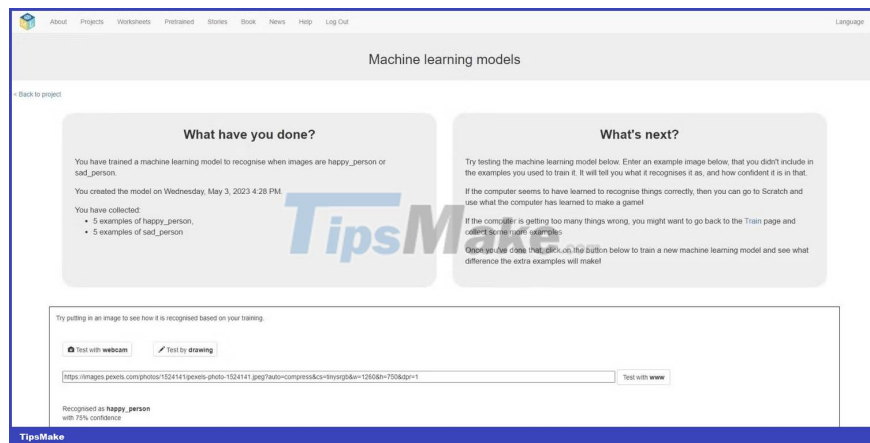 About Projects Worksheets Pretrained Stories Book News Help Log Out Language
Machine learning models
< Back to project
What have you done?
You have trained a machine learning model to recognise when images are happy_person or
sad_person.
You created the model on Wednesday, May 3, 2023 4:28 PM.
You have collected:
• 5 examples of happy_person,
• 5 examples of sad_person
What's next?
Try testing the machine learning model below. Enter an example image below, that you didn't include in
the examples you used to train it. It will tell you what it recognises it as, and how confident it is in that.
If the computer seems to have learned to recognise things correctly, then you can go to Scratch and
use what the computer has learned to make a game!
If the computer is getting too many things wrong, you might want to go back to the Train page and
collect some more examples
Once you've done that, click on the button below to train a new machine learning model and see what
difference the extra examples will make!
TipsMake.com
Try putting in an image to see how it is recognised based on your training.
Test with webcam Test by drawing
https://images.pexels.com/photos/1524141/pexels-photo-1524141.jpeg?auto=compress&cs=tinysrgb&w=1260&h=750&dpr=1 Test with www
Recognised as happy_person
with 75% confidence
TipsMake